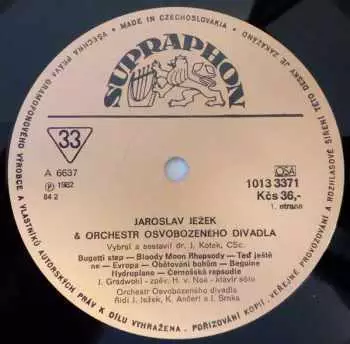 VŠECHNA PRÁVA GRAMOFONOVÉHO VÝROBCE A VLASTNÍKŮ AUTORSKÝCH PRÁV K DÍLU VYHRAŽENA • POŘIZOVÁNÍ KOPIÍ, VEŘEJNÉ PROVOZOVÁNÍ A ROZHLASOVÉ ŠÍŘENÍ TÉTO DESKY JE ZAKÁZÁNO
• MADE IN CZECHOSLOVAKIA •
SUPRAPHON
33
A 6637
Ⓟ 1982
84 2
OSA
1013 3371
Kčs 36,-
1. strana
JAROSLAV JEŽEK
& ORCHESTR OSVOBOZENÉHO DIVADLA
Vybral a sestavil dr. J. Kotek, CSc.
Bugatti step — Bloody Moon Rhapsody — Teď ještě
ne — Evropa — Obětování bohům — Beguine
Hydroplane — Černošská rapsodie
J. Gradwohl - zpěv, H. v. Noé - klavír sólo
Orchestr Osvobozeného divadla
Řídí J. Ježek, K. Ančerl a I. Srnka